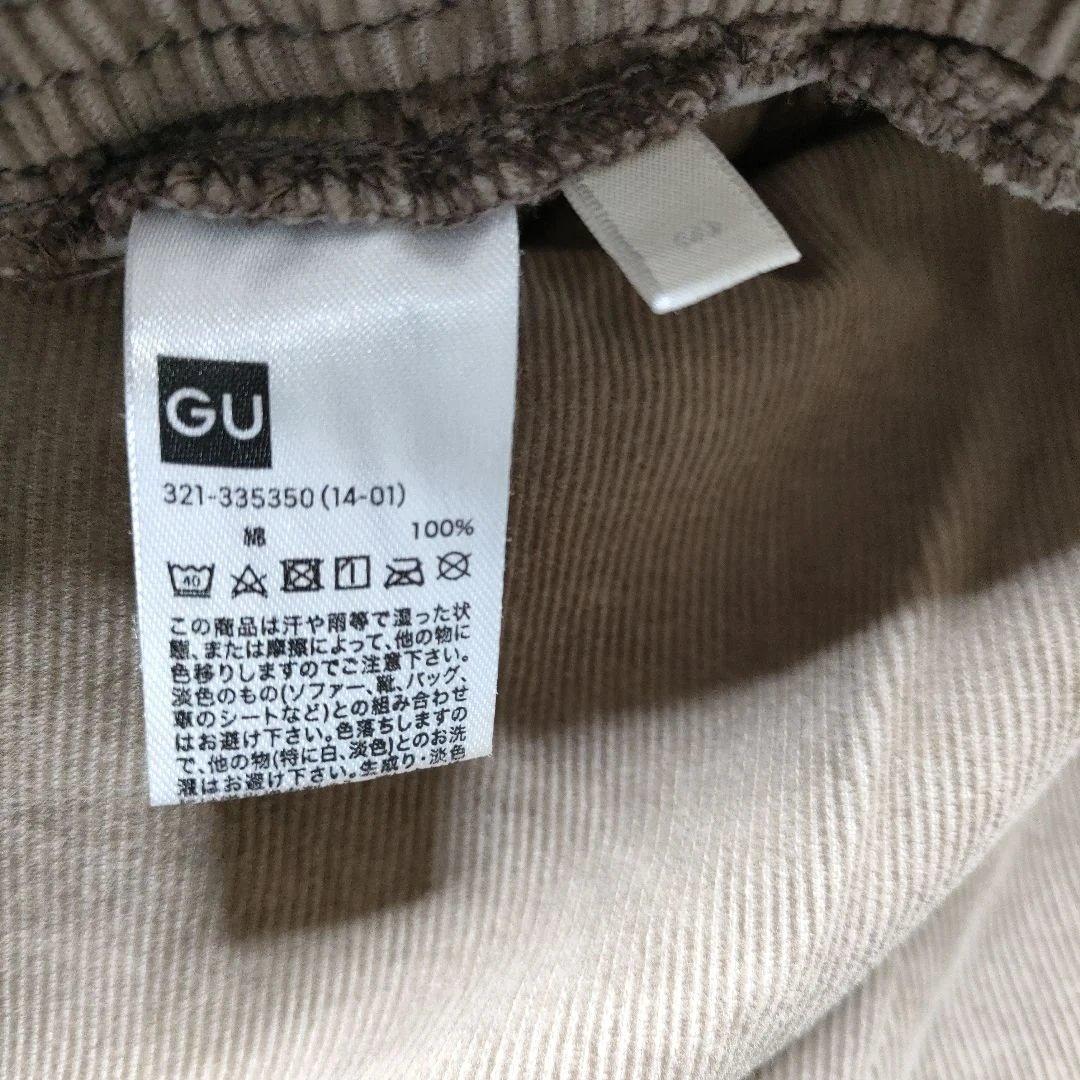 GU
321-335350(14-01)
綿 100%
40
この商品は汗や雨等で湿った状
態、または摩擦によって、他の物に
色移りしますのでご注意下さい。
淡色のもの(ソファー、靴、バッグ、
車のシートなど)との組み合わせ
はお避け下さい。色落ちしますの
で、他の物(特に白、淡色)とのお洗
濯はお避け下さい。生成り・淡色